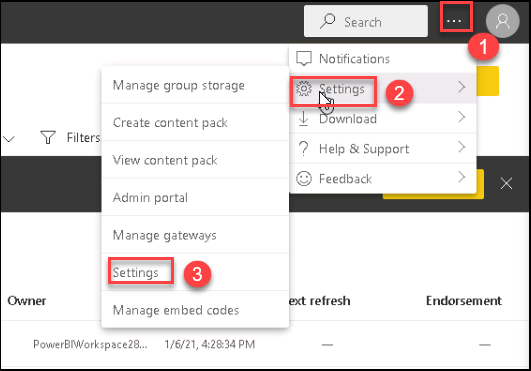 Search
...
1
Notifications
Settings
2
Download
Help & Support
Feedback
Manage group storage
Create content pack
View content pack
Admin portal
Manage gateways
Settings
3
Manage embed codes
Filters
Owner
ext refresh
Endorsement
PowerBIWorkspace28...
1/6/21, 4:28:34 PM
—
—